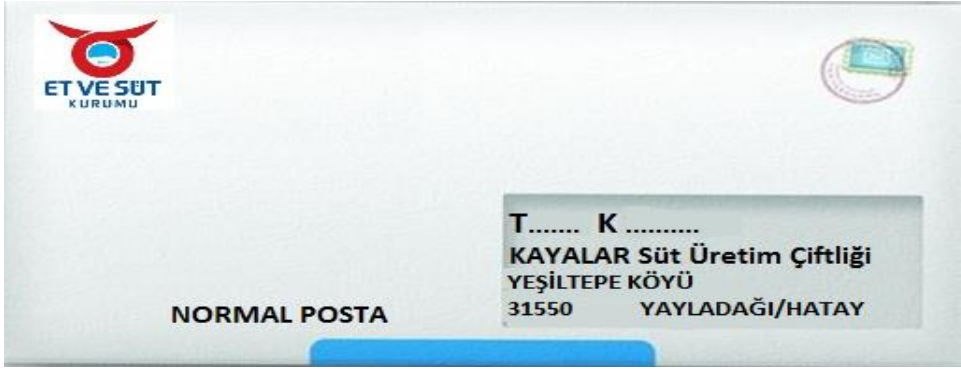 ET VE SÜT
KURUMU
T....... K ..........
KAYALAR Süt Üretim Çiftliği
YEŞİLTEPE KÖYÜ
31550 YAYLADAĞI/HATAY
NORMAL POSTA